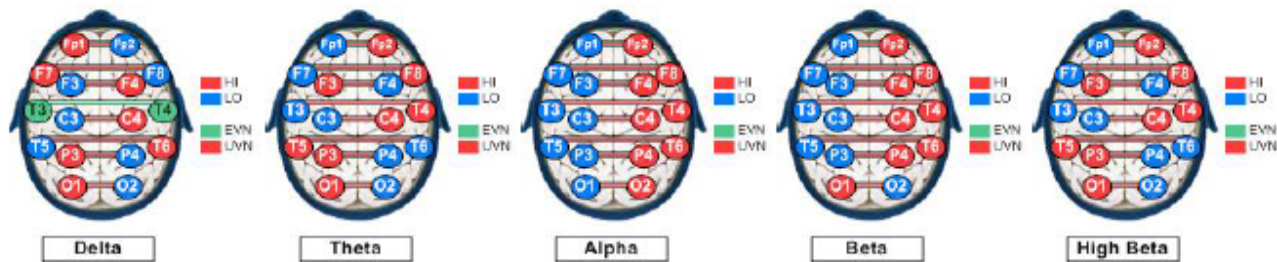 Fp1 Fp2
F7 F3 F4 F8
T3 C3 C4 T4
T5 P3 P4 T6
O1 O2
HI
LO
EVN
UVN
Delta
Fp1 Fp2
F7 F3 F4 F8
T3 C3 C4 T4
T5 P3 P4 T6
O1 O2
HI
LO
EVN
UVN
Theta
Fp1 Fp2
F7 F3 F4 F8
T3 C3 C4 T4
T5 P3 P4 T6
O1 O2
HI
LO
EVN
UVN
Alpha
Fp1 Fp2
F7 F3 F4 F8
T3 C3 C4 T4
T5 P3 P4 T6
O1 O2
HI
LO
EVN
UVN
Beta
Fp1 Fp2
F7 F3 F4 F8
T3 C3 C4 T4
T5 P3 P4 T6
O1 O2
HI
LO
EVN
UVN
High Beta